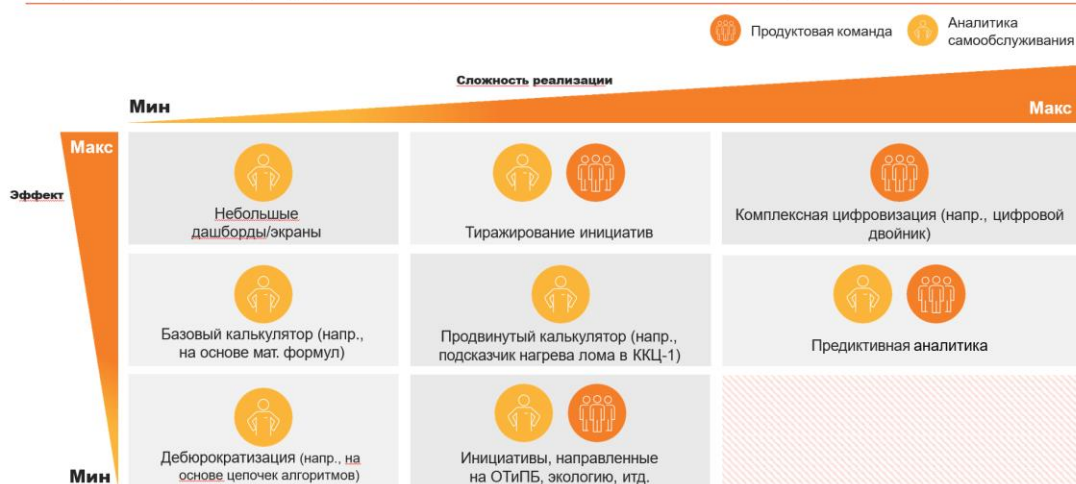 Продуктовая команда
Аналитика
самообслуживания
Сложность реализации
Мин
Макс
Макс
Эффект
Небольшые
дашборды/экраны
Тиражирование инициатив
Комплексная цифровизация (напр., цифровой
двойник)
Базовый калькулятор (напр.,
на основе мат. формул)
Продвинутый калькулятор (напр.,
подсказчик нагрева лома в ККЦ-1)
Предиктивная аналитика
Дебюрократизация (напр., на
основе цепочек алгоритмов)
Инициативы, направленные
на ОТиПБ, экологию, итд.
Мин